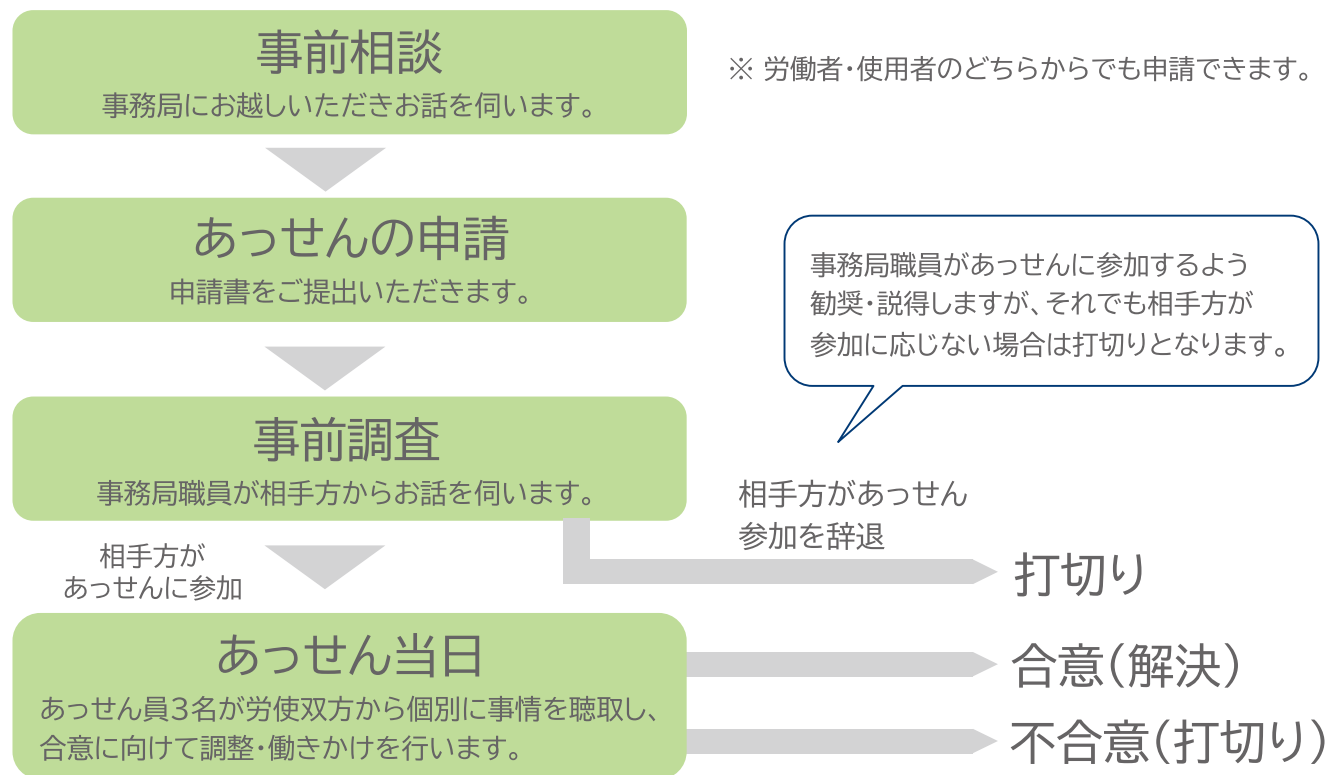 事前相談
事務局にお越しいただきお話を伺います。
※ 労働者・使用者のどちらからでも申請できます。
あっせんの申請
申請書をご提出いただきます。
事務局職員があっせんに参加するよう
勧奨・説得しますが、それでも相手方が
参加に応じない場合は打切りとなります。
事前調査
事務局職員が相手方からお話を伺います。
相手方があっせん
参加を辞退
打切り
相手方が
あっせんに参加
あっせん当日
あっせん員3名が労使双方から個別に事情を聴取し、
合意に向けて調整・働きかけを行います。
合意(解決)
不合意(打切り)